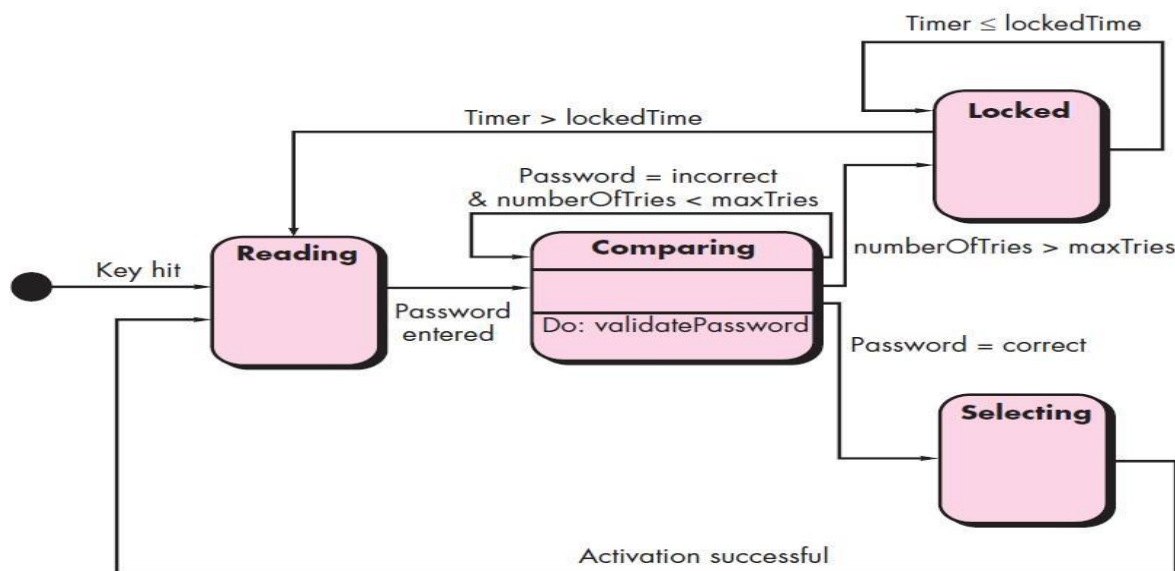 Timer ≤ lockedTime
Locked
Timer > lockedTime
Password = incorrect
& numberOfTries < maxTries
Reading
Comparing
numberOfTries > maxTries
Key hit
Password
entered
Do: validatePassword
Password = correct
Selecting
Activation successful